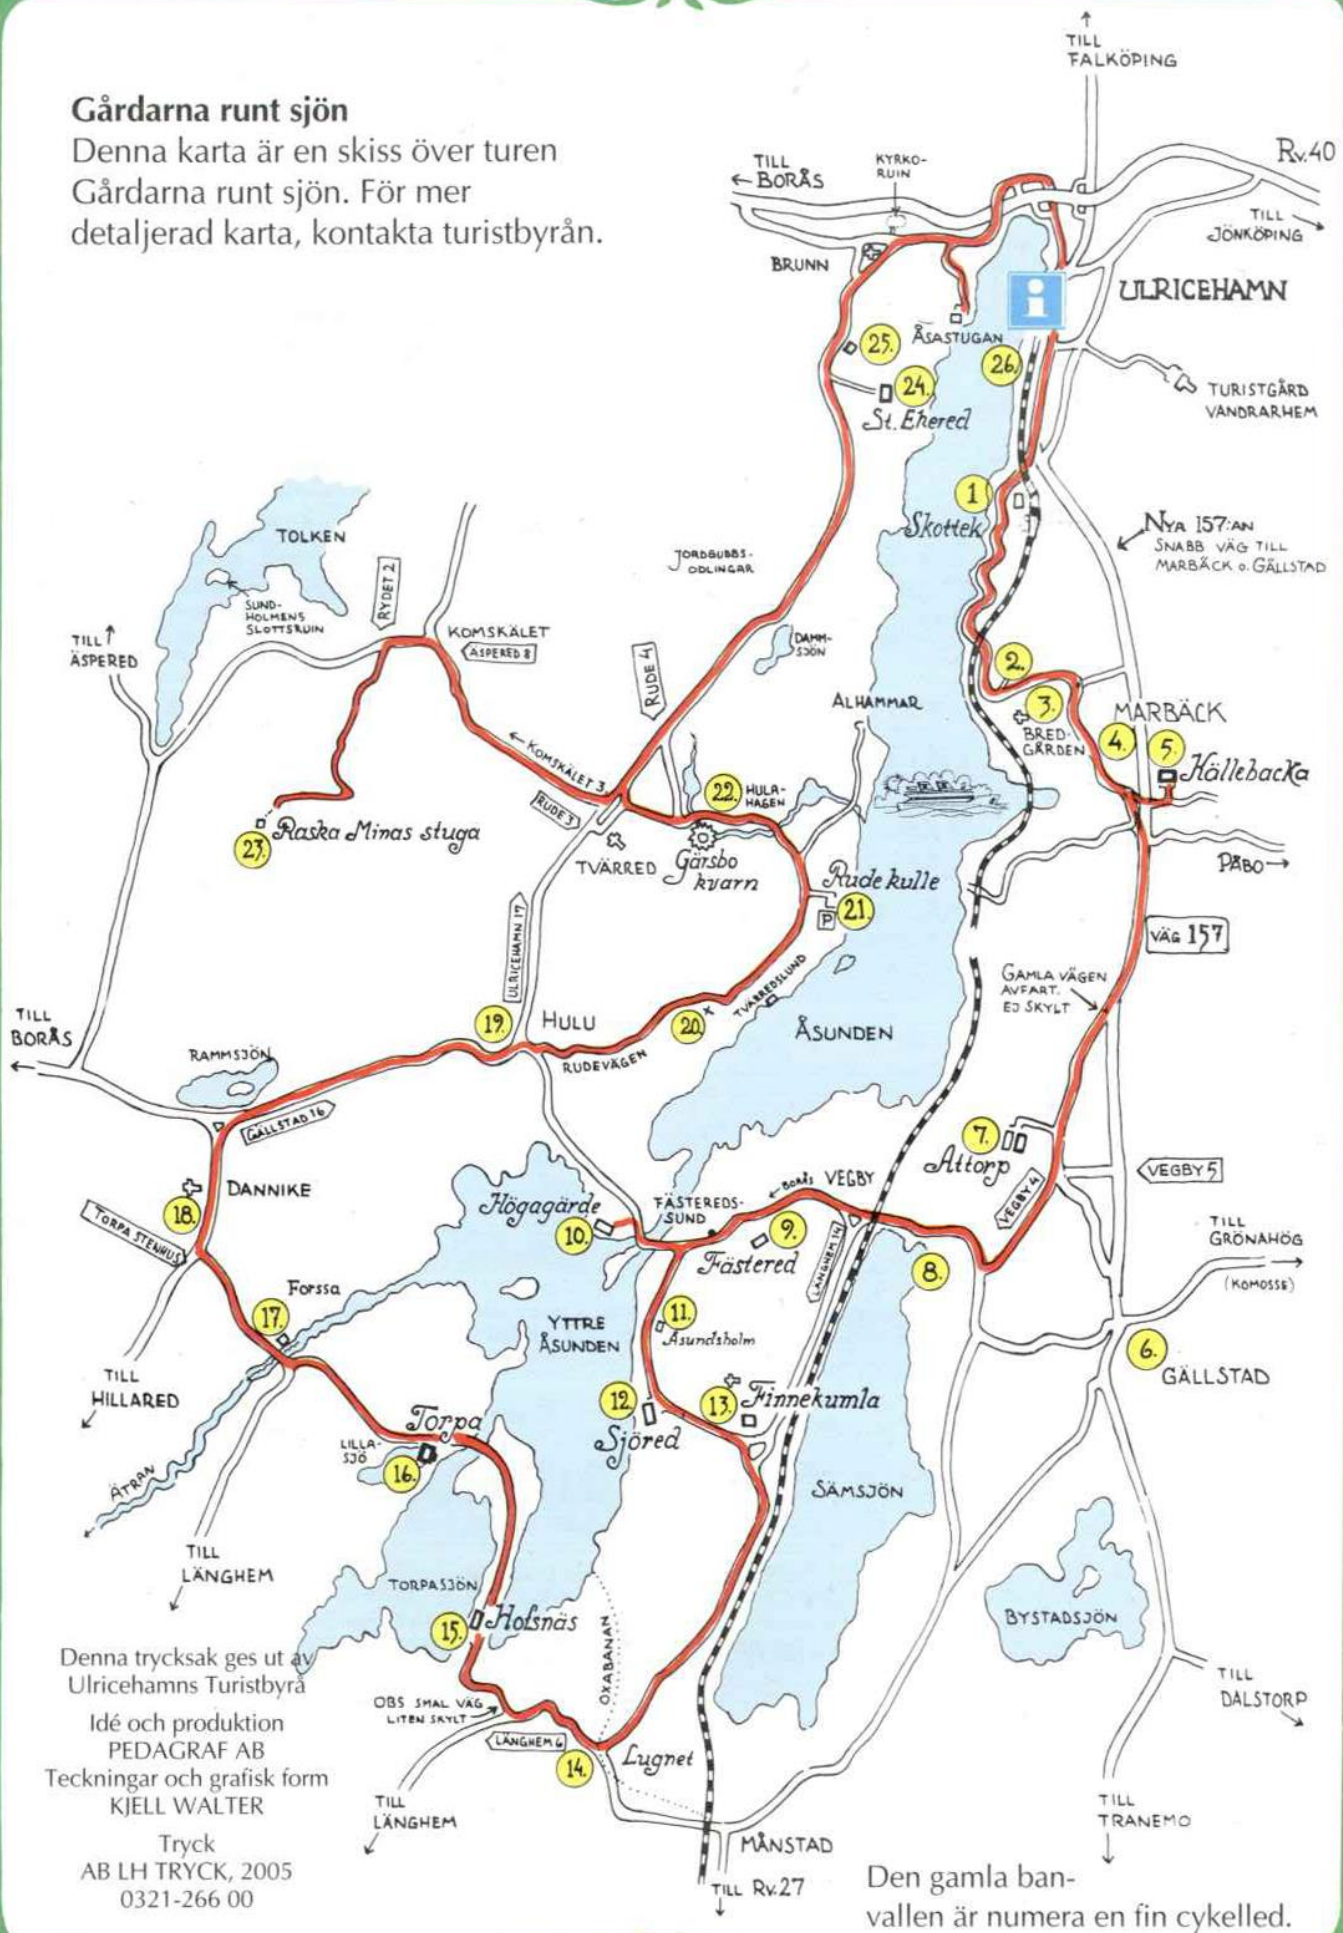 TILL
FALKÖPING
Gårdarna runt sjön
Denna karta är en skiss över turen
Gårdarna runt sjön. För mer
detaljerad karta, kontakta turistbyrån.
Rv.40
TILL
BORÅS
KYRKO-
RUIN
TILL
JÖNKÖPING
BRUNN
ULRICEHAMN
i
ÅSASTUGAN
25.
26.
24.
St. Ehered
TURISTGÅRD
VANDRARHEM
1
Skottek
NYA 157:AN
SNABB VÄG TILL
MARBÄCK o. GÄLLSTAD
TOLKEN
JORDGUBBS-
ODLINGAR
RYDET 2
SUND-
HOLMENS
SLOTTSRUIN
TILL
ÄSPERED
KOMSKÄLET
ÄSPERED 8
RUDE 4
DAMM-
SJÖN
2.
3.
BRED-
GÅRDEN
ALHAMMAR
MARBÄCK
4.
5.
Hällebacka
KOMSKÄLET 3
RUDE 3
22.
HULA-
HAGEN
23.
Raska Minas stuga
TVÄRRED
Gärsbo
kvarn
PÅBO
Rude kulle
P
21.
VÄG 157
ULRICEHAMN 17
GAMLA VÄGEN
AVFART.
EJ SKYLT
TVÄRREDSLUND
TILL
BORÅS
19.
HULU
20.
ÅSUNDEN
RAMMSJÖN
RUDEVÄGEN
GÄLLSTAD 16
7.
Attorp
VEGBY 5
DANNIKE
18.
TORPA STENHUS
Högagärde
10.
FÄSTEREDS-
SUND
BORÅS
VEGBY
VEGBY 4
9.
Fästered
LÄNGHEM 14
8.
TILL
GRÖNAHÖG
(KOMOSSE)
Forssa
17.
YTTRE
ÅSUNDEN
11.
Åsundsholm
6.
GÄLLSTAD
TILL
HILLARED
12.
Sjöred
13.
Finnekumla
Torpa
LILLA-
SJÖ
16.
ÄTRAN
SÄMSJÖN
TILL
LÄNGHEM
TORPASJÖN
15.
Hofsnäs
OXABANAN
BYSTADSJÖN
Denna trycksak ges ut av
Ulricehamns Turistbyrå
Idé och produktion
PEDAGRAF AB
Teckningar och grafisk form
KJELL WALTER
Tryck
AB LH TRYCK, 2005
0321-266 00
OBS SMAL VÄG
LITEN SKYLT
LÄNGHEM 6
14.
Lugnet
TILL
DALSTORP
TILL
LÄNGHEM
TILL
TRANEMO
MÅNSTAD
TILL Rv.27
Den gamla ban-
vallen är numera en fin cykelled.